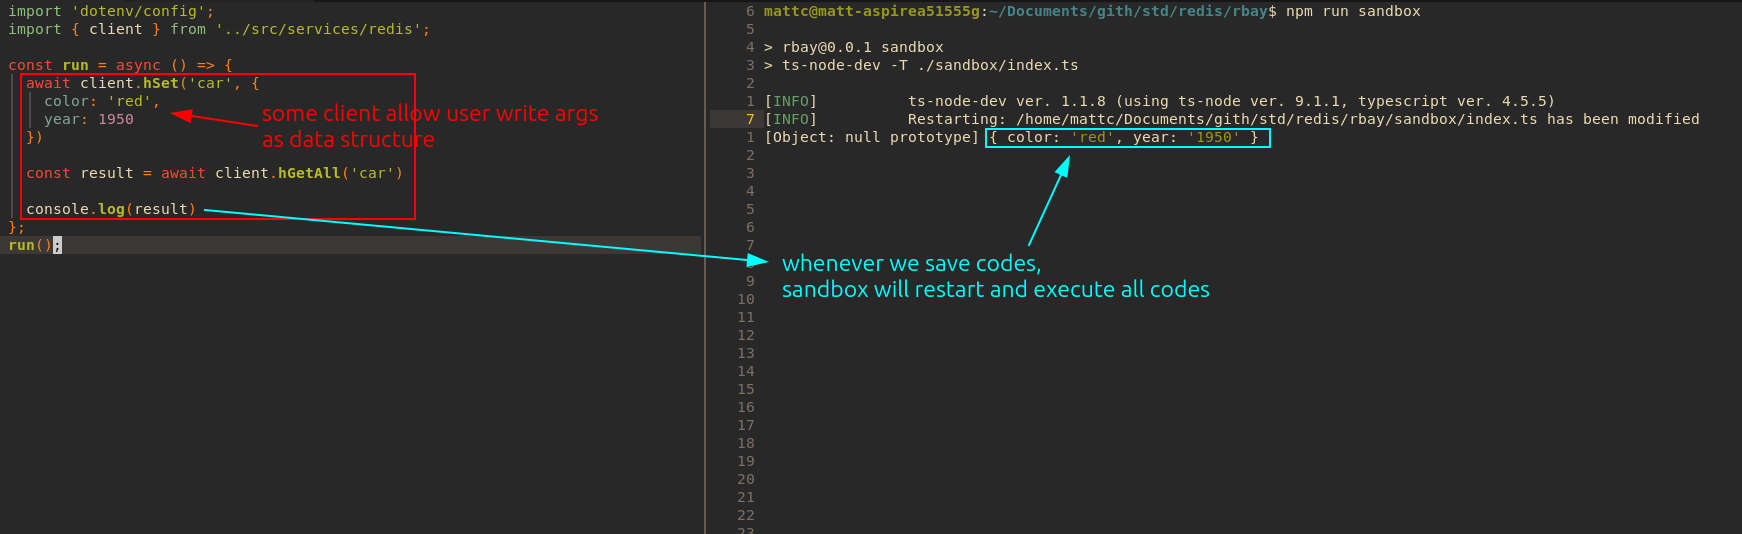 import 'dotenv/config';
import { client } from '../src/services/redis';
const run = async () => {
await client.hSet('car', {
color: 'red',
year: 1950
})
const result = await client.hGetAll('car')
console.log(result)
};
run();
some client allow user write args
as data structure
6 mattc@matt-aspirea51555g:~/Documents/gith/std/redis/rbay$ npm run sandbox
5
4 > rbay@0.0.1 sandbox
3 > ts-node-dev -T ./sandbox/index.ts
2
1 [INFO] ts-node-dev ver. 1.1.8 (using ts-node ver. 9.1.1, typescript ver. 4.5.5)
7 [INFO] Restarting: /home/mattc/Documents/gith/std/redis/rbay/sandbox/index.ts has been modified
1 [Object: null prototype] { color: 'red', year: '1950' }
2
3
4
5
6
7
whenever we save codes,
sandbox will restart and execute all codes
9
10
11
12
13
14
15
16
17
18
19
20
21
22
23